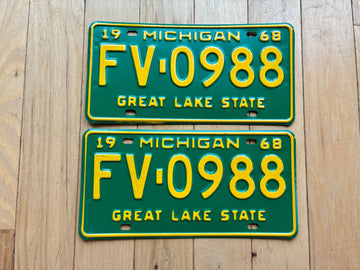 19 MICHIGAN 68
FV-0988
GREAT LAKE STATE
19 MICHIGAN 68
FV-0988
GREAT LAKE STATE